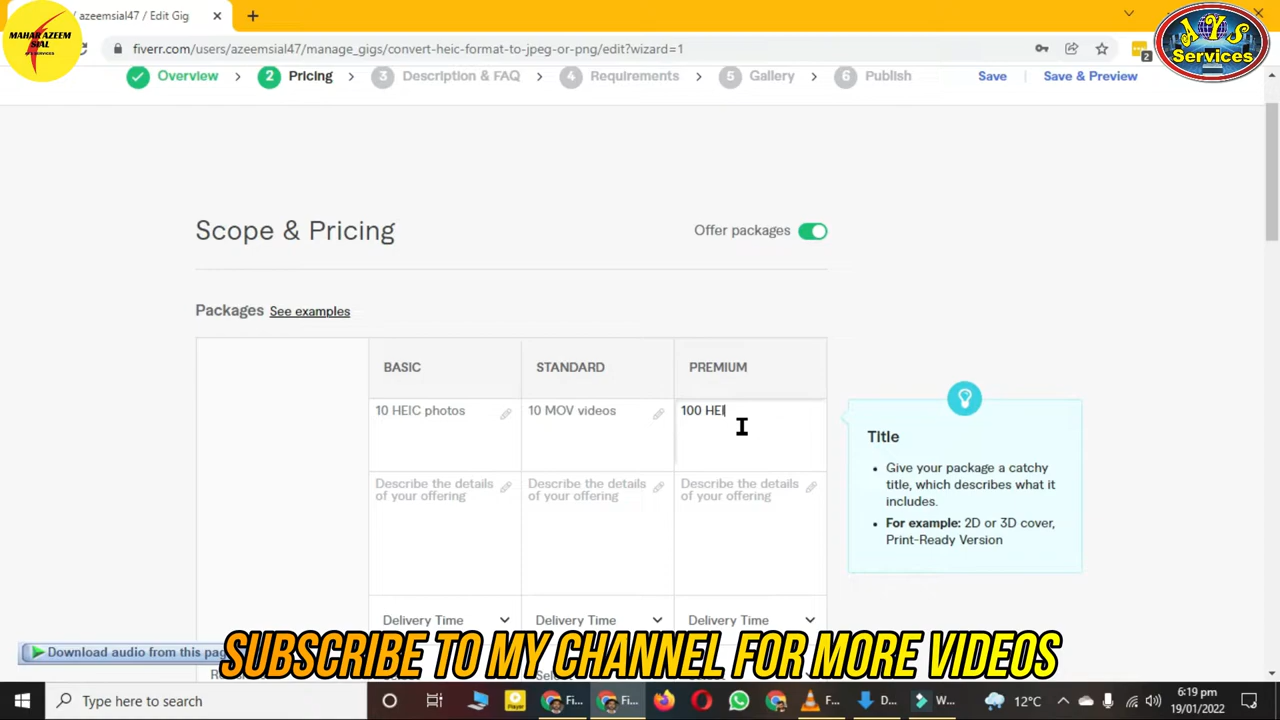 / azeemsial47 / Edit Gig
MAHAR AZEEM
SIAL
fiverr.com/users/azeemsial47/manage_gigs/convert-heic-format-to-jpeg-or-png/edit?wizard=1
2
AYS
Services
Overview
2 Pricing
3 Description & FAQ
4 Requirements
5 Gallery
6 Publish
Save
Save & Preview
Scope & Pricing
Offer packages
Packages See examples
BASIC
STANDARD
PREMIUM
10 HEIC photos
10 MOV videos
100 HEI
Describe the details
of your offering
Describe the details
of your offering
Describe the details
of your offering
Title
Give your package a catchy
title, which describes what it
includes.
For example: 2D or 3D cover,
Print-Ready Version
Delivery Time
Delivery Time
Delivery Time
Download audio from this pag
SUBSCRIBE TO MY CHANNEL FOR MORE VIDEOS
Type here to search
Player
Fi...
Fi...
F...
D...
W...
12°C
6:19 pm
19/01/2022